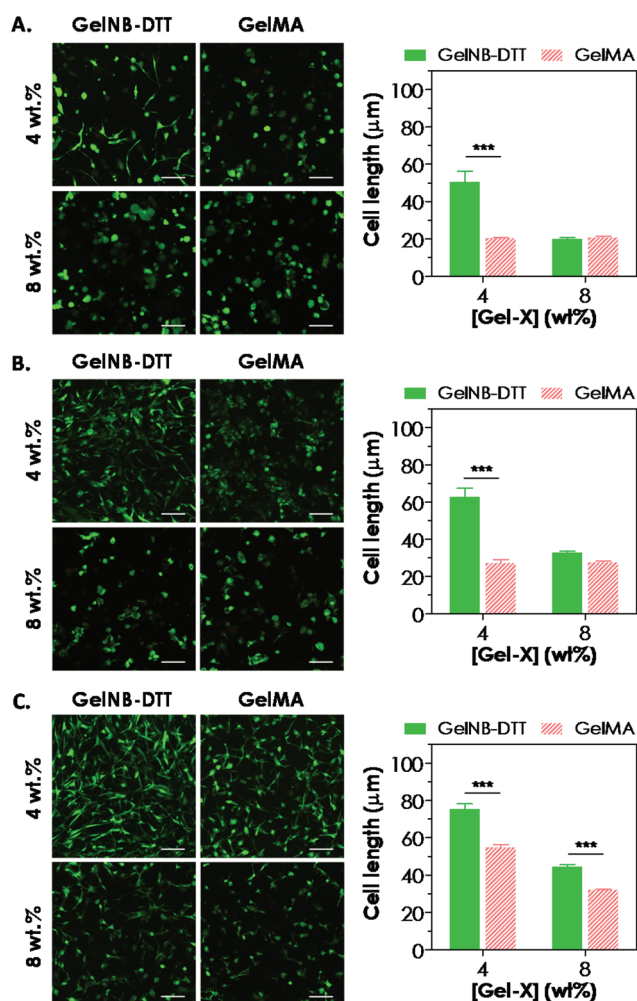 A.
GelNB-DTT GelMA
4 wt.%
8 wt.%
GelNB-DTT GelMA
Cell length (μm)
100
80
60
40
20
0
***
4 8
[Gel-X] (wt%)
B.
GelNB-DTT GelMA
4 wt.%
8 wt.%
GelNB-DTT GelMA
Cell length (μm)
100
80
60
40
20
0
***
4 8
[Gel-X] (wt%)
C.
GelNB-DTT GelMA
4 wt.%
8 wt.%
GelNB-DTT GelMA
Cell length (μm)
100
80
60
40
20
0
***
***
4 8
[Gel-X] (wt%)